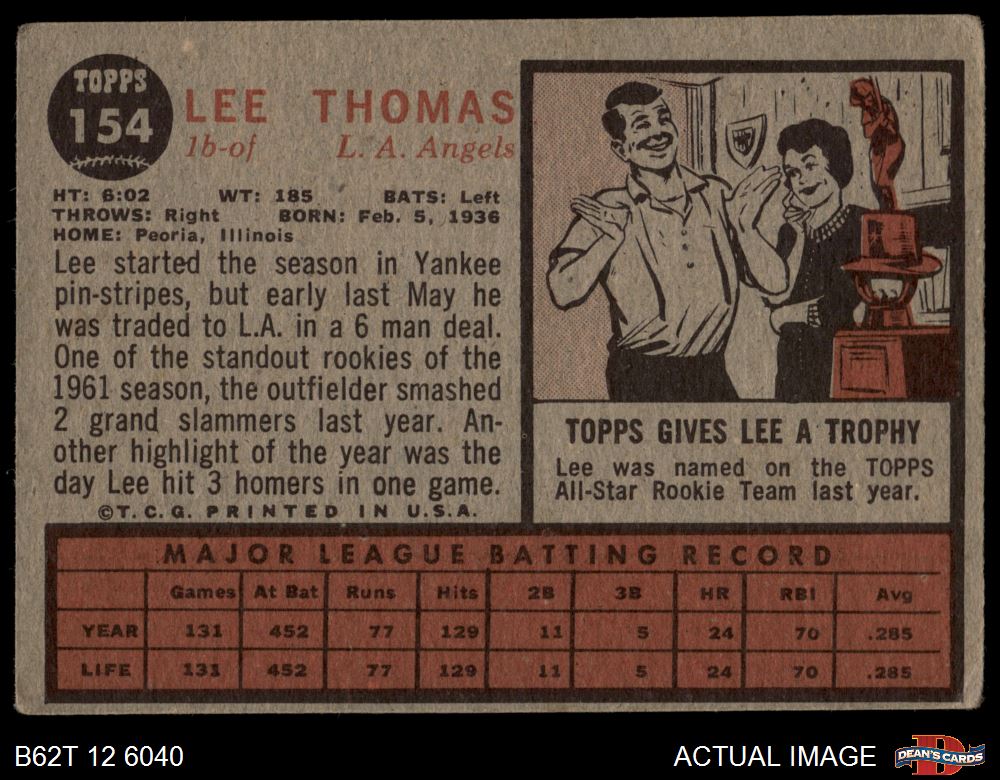 TOPPS
154
LEE THOMAS
1b-of L. A. Angels
HT: 6:02 WT: 185 BATS: Left
THROWS: Right BORN: Feb. 5, 1936
HOME: Peoria, Illinois
Lee started the season in Yankee
pin-stripes, but early last May he
was traded to L.A. in a 6 man deal.
One of the standout rookies of the
1961 season, the outfielder smashed
2 grand slammers last year. An-
other highlight of the year was the
day Lee hit 3 homers in one game.
©T.C.G. PRINTED IN U.S.A.
TOPPS GIVES LEE A TROPHY
Lee was named on the TOPPS
All-Star Rookie Team last year.
MAJOR LEAGUE BATTING RECORD
Games At Bat Runs Hits 2B 3B HR RBI Avg
YEAR 131 452 77 129 11 5 24 70 .285
LIFE 131 452 77 129 11 5 24 70 .285
B62T 12 6040
ACTUAL IMAGE
DEAN'S CARDS